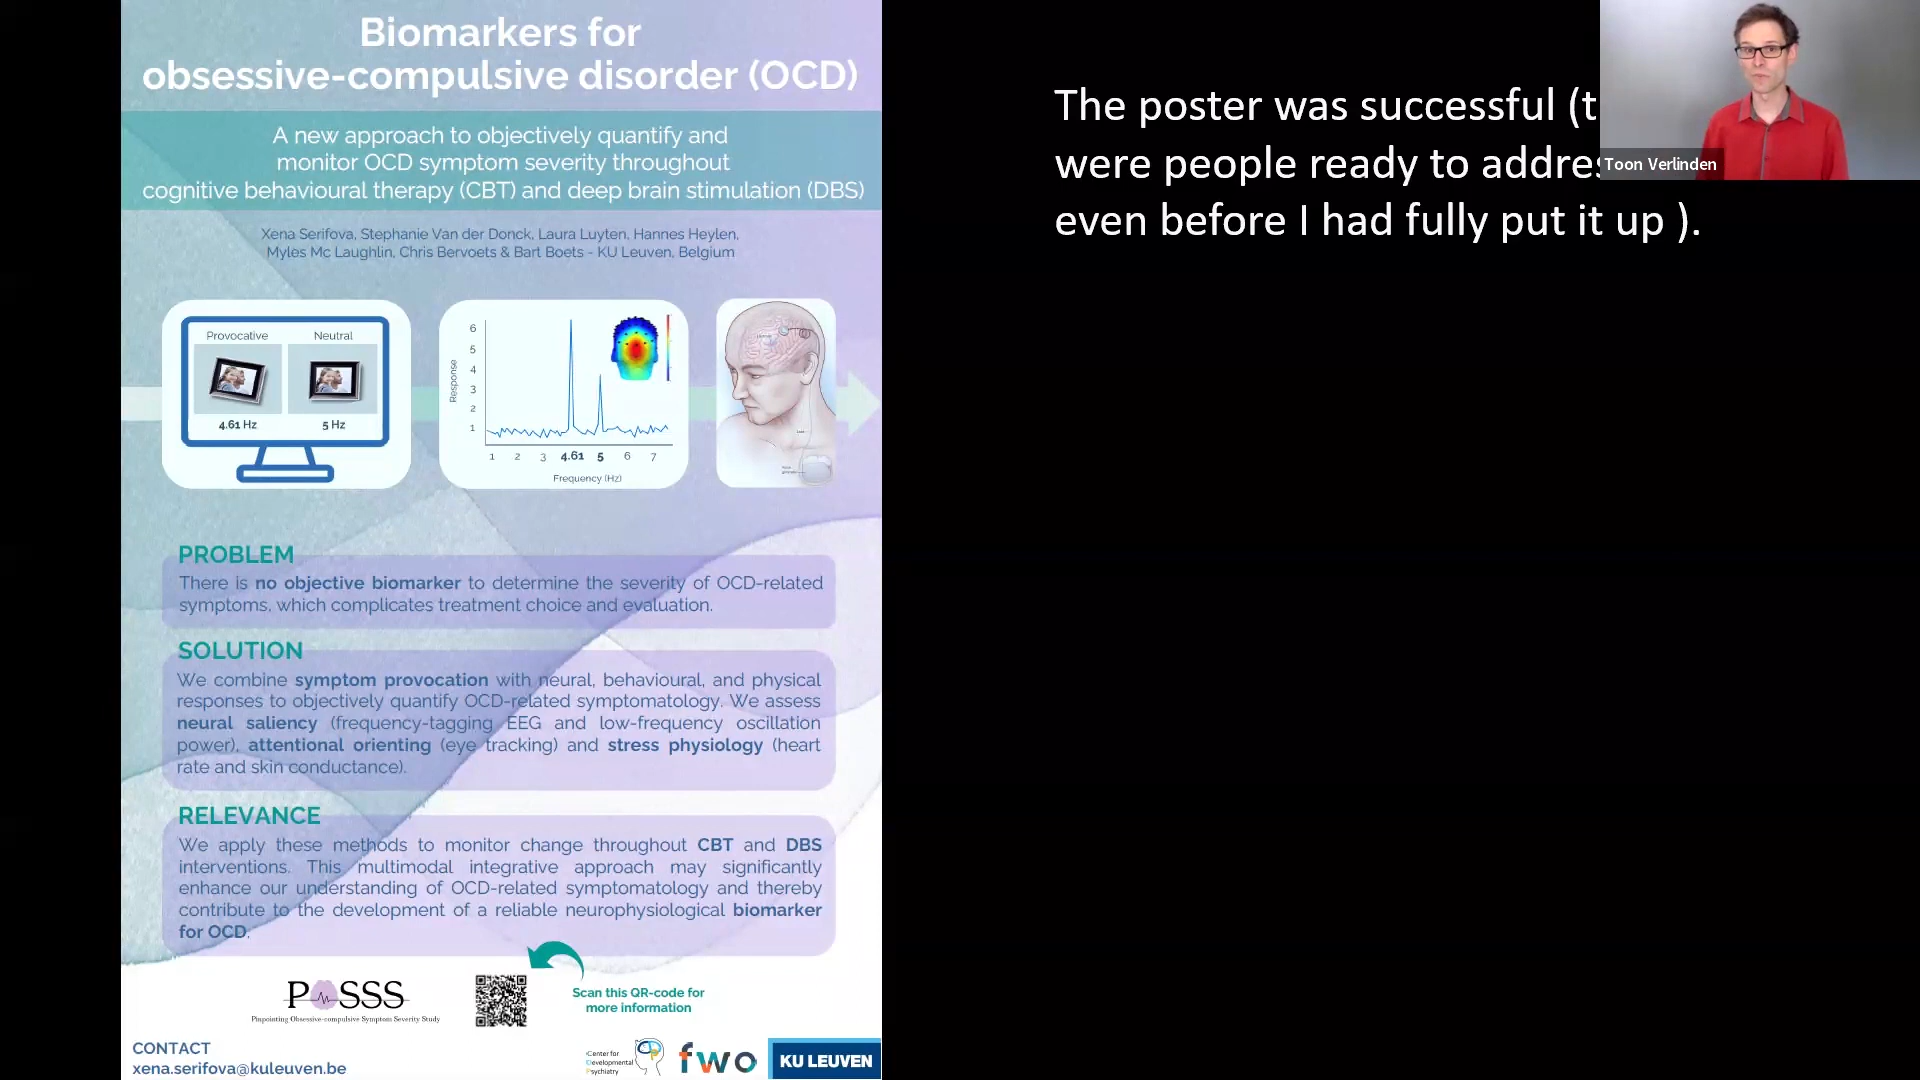 Biomarkers for
obsessive-compulsive disorder (OCD)
A new approach to objectively quantify and
monitor OCD symptom severity throughout
cognitive behavioural therapy (CBT) and deep brain stimulation (DBS)
Xena Serifova, Stephanie Van der Donck, Laura Luyten, Hannes Heylen,
Myles Mc Laughlin, Chris Bervoets & Bart Boets - KU Leuven, Belgium
Provocative Neutral
4.61 Hz 5 Hz
Response
6
5
4
3
2
1
1 2 3 4.61 5 6 7
Frequency (Hz)
PROBLEM
There is no objective biomarker to determine the severity of OCD-related
symptoms, which complicates treatment choice and evaluation.
SOLUTION
We combine symptom provocation with neural, behavioural, and physical
responses to objectively quantify OCD-related symptomatology. We assess
neural saliency (frequency-tagging EEG and low-frequency oscillation
power), attentional orienting (eye tracking) and stress physiology (heart
rate and skin conductance).
RELEVANCE
We apply these methods to monitor change throughout CBT and DBS
interventions. This multimodal integrative approach may significantly
enhance our understanding of OCD-related symptomatology and thereby
contribute to the development of a reliable neurophysiological biomarker
for OCD.
POSSS
Pinpointing Obsessive-compulsive Symptom Severity Study
Scan this QR-code for
more information
CONTACT
xena.serifova@kuleuven.be
Center for
Developmental
Psychiatry
fwo
KU LEUVEN
The poster was successful (t
were people ready to addres
even before I had fully put it up ).
Toon Verlinden